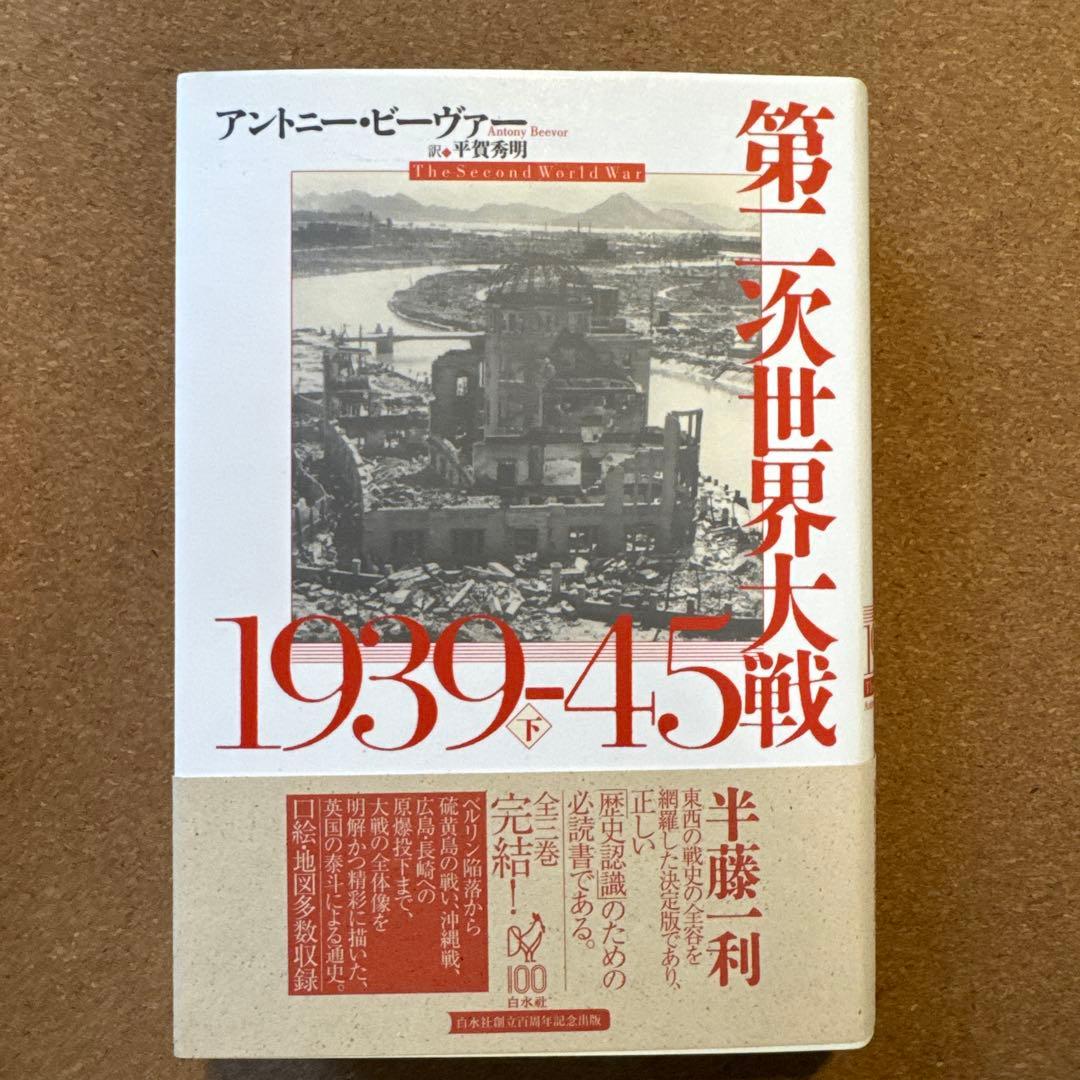 アントニー・ビーヴァー
Antony Beevor
訳◆平賀秀明
The Second World War
第二次世界大戦
1939-45
下
半藤一利
東西の戦史の全容を
網羅した決定版であり、
正しい
「歴史認識」のための
必読書である。
全三巻
完結!
100
白水社
ベルリン陥落から
硫黄島の戦い、沖縄戦、
広島・長崎への
原爆投下まで、
大戦の全体像を
明解かつ精彩に描いた、
英国の泰斗による通史。
口絵・地図多数収録
白水社創立百周年記念出版